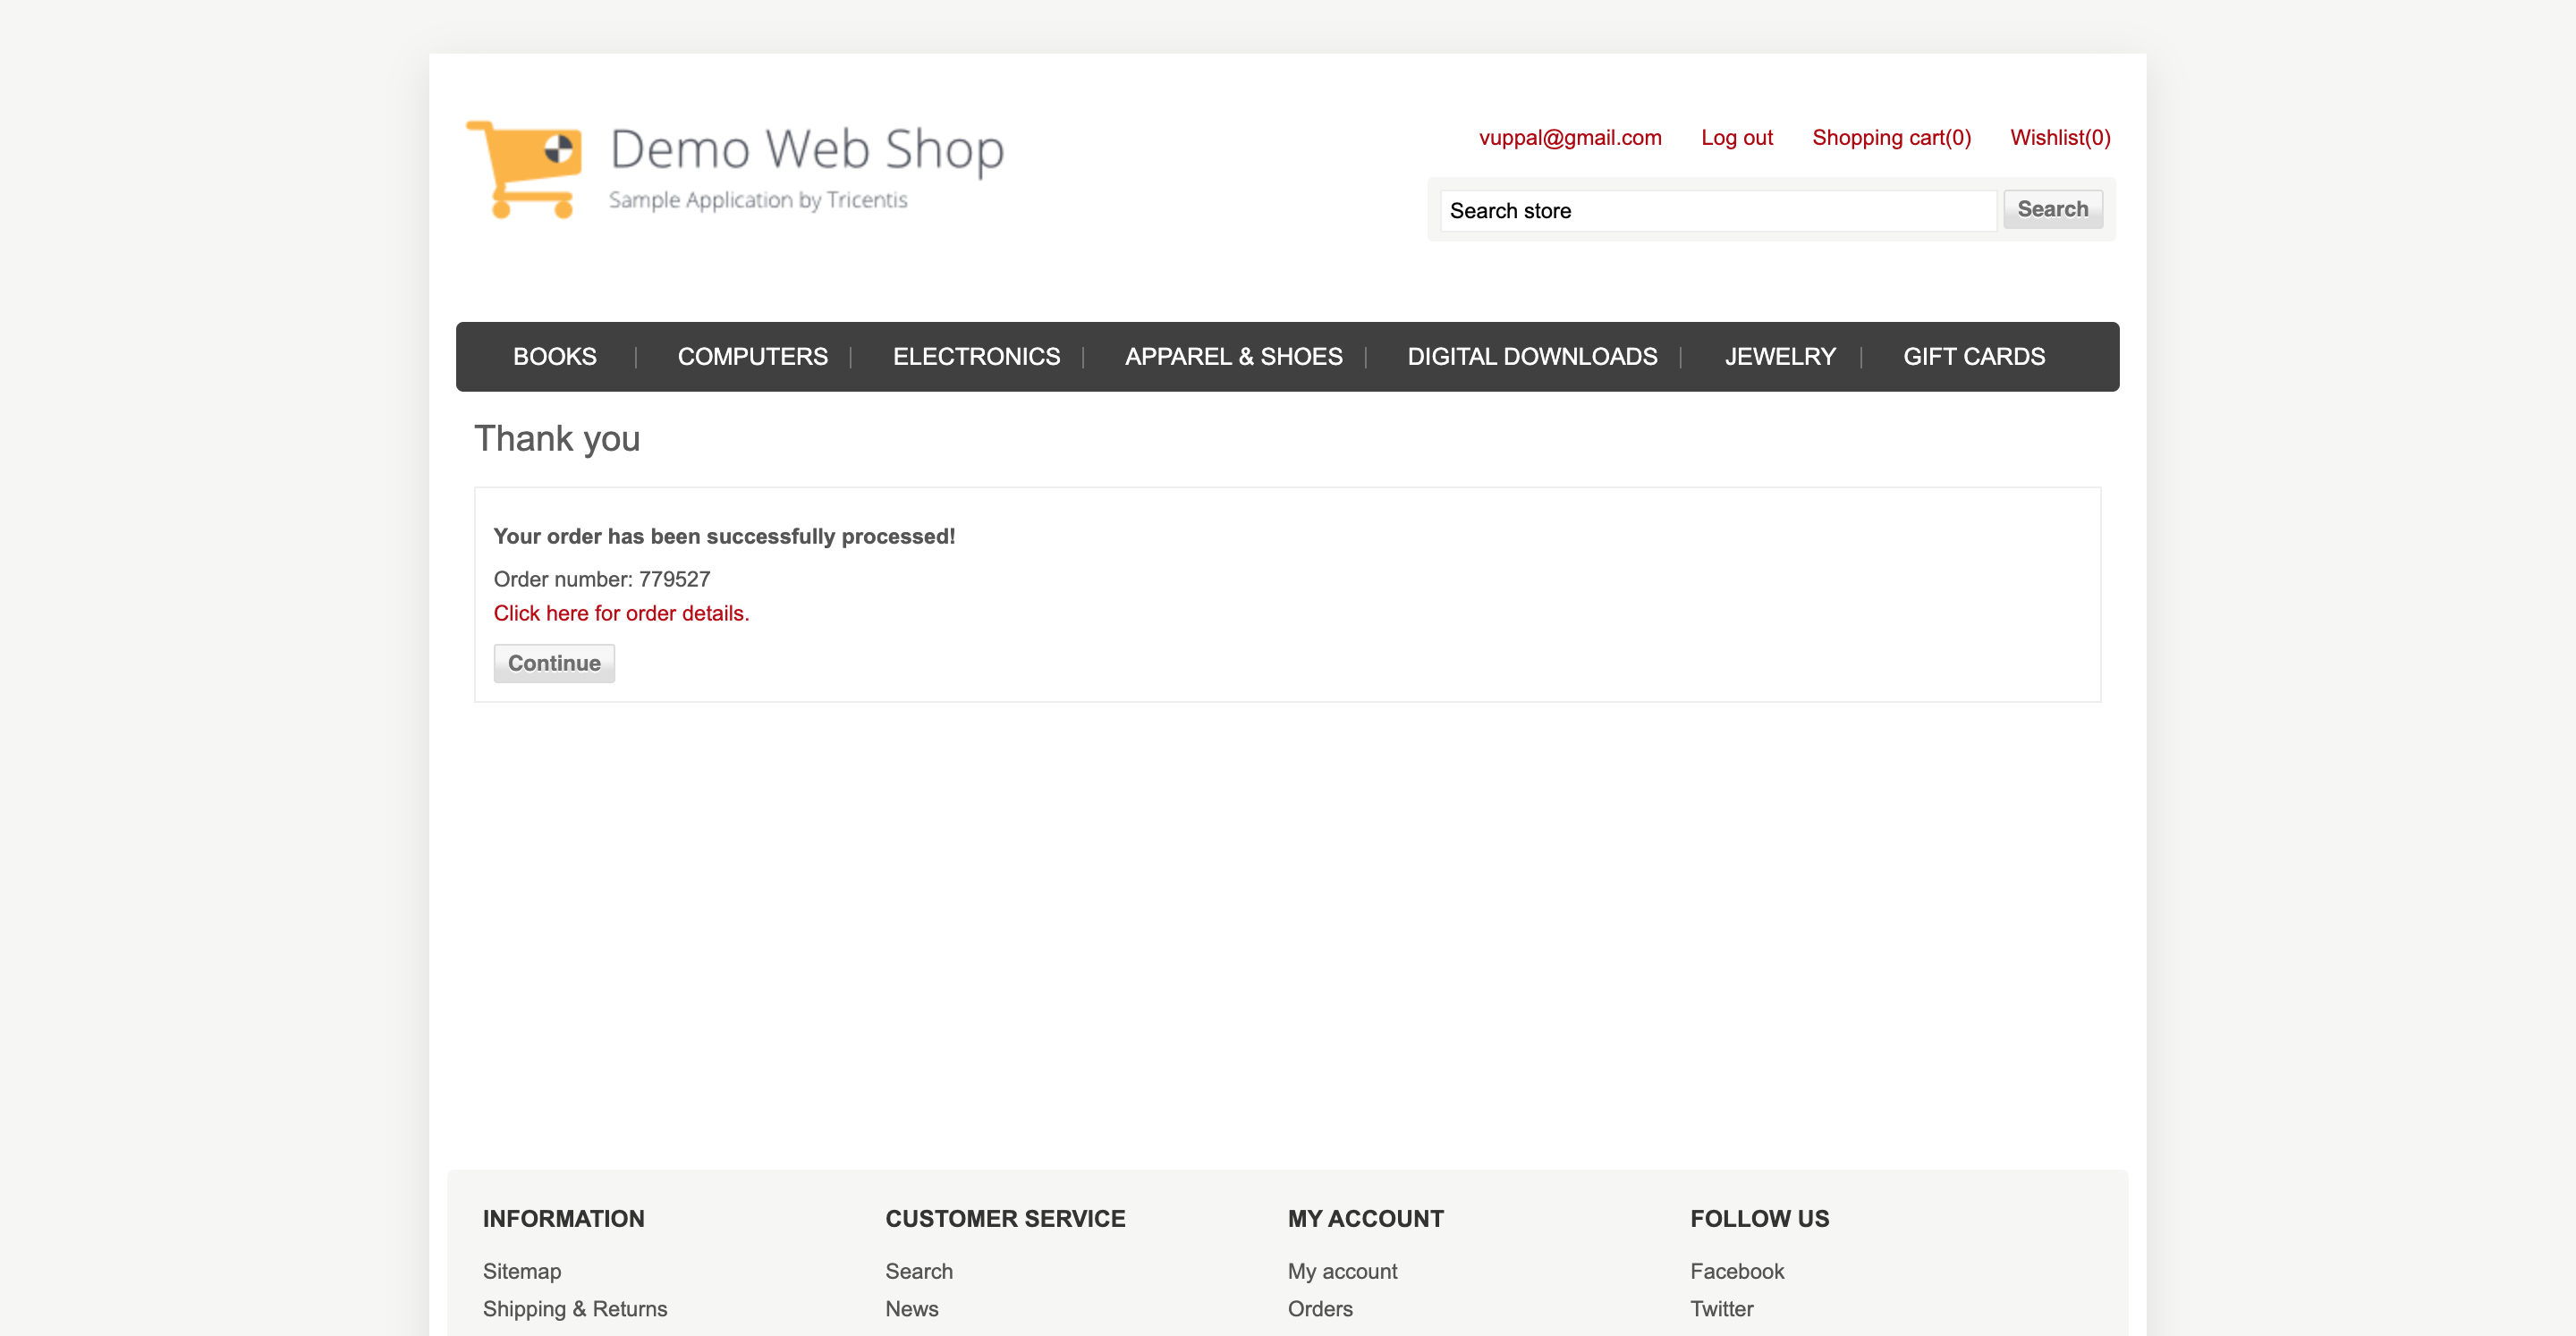 Demo Web Shop
Sample Application by Tricentis
vuppal@gmail.com Log out Shopping cart(0) Wishlist(0)
Search store Search
BOOKS COMPUTERS ELECTRONICS APPAREL & SHOES DIGITAL DOWNLOADS JEWELRY GIFT CARDS
Thank you
Your order has been successfully processed!
Order number: 779527
Click here for order details.
Continue
INFORMATION CUSTOMER SERVICE MY ACCOUNT FOLLOW US
Sitemap Search My account Facebook
Shipping & Returns News Orders Twitter